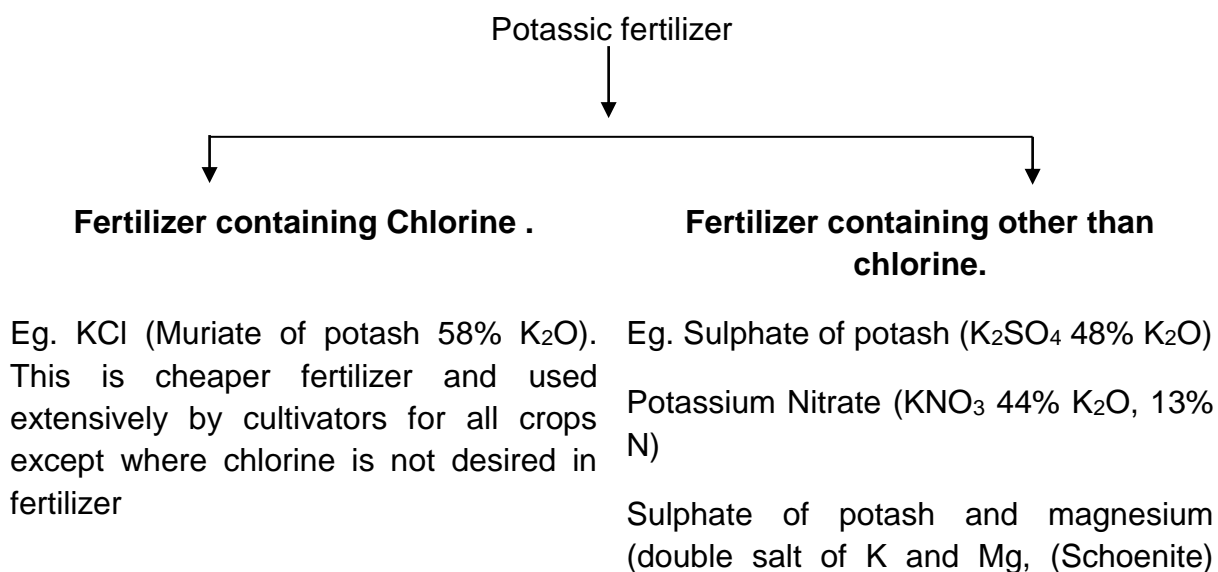 Potassic fertilizer
Fertilizer containing Chlorine .
Eg. KCl (Muriate of potash 58% K₂O).
This is cheaper fertilizer and used
extensively by cultivators for all crops
except where chlorine is not desired in
fertilizer
Fertilizer containing other than
chlorine.
Eg. Sulphate of potash (K₂SO₄ 48% K₂O)
Potassium Nitrate (KNO₃ 44% K₂O, 13%
N)
Sulphate of potash and magnesium
(double salt of K and Mg, (Schoenite)